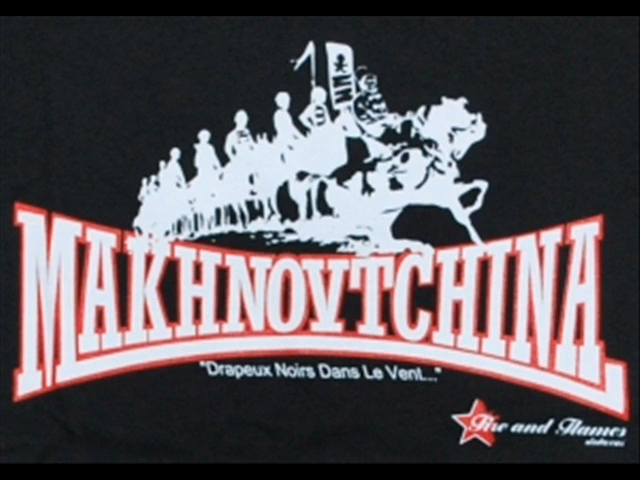 MAKHNOVTCHINA
"Drapeux Noirs Dans Le Vent..."
Fire and Flames